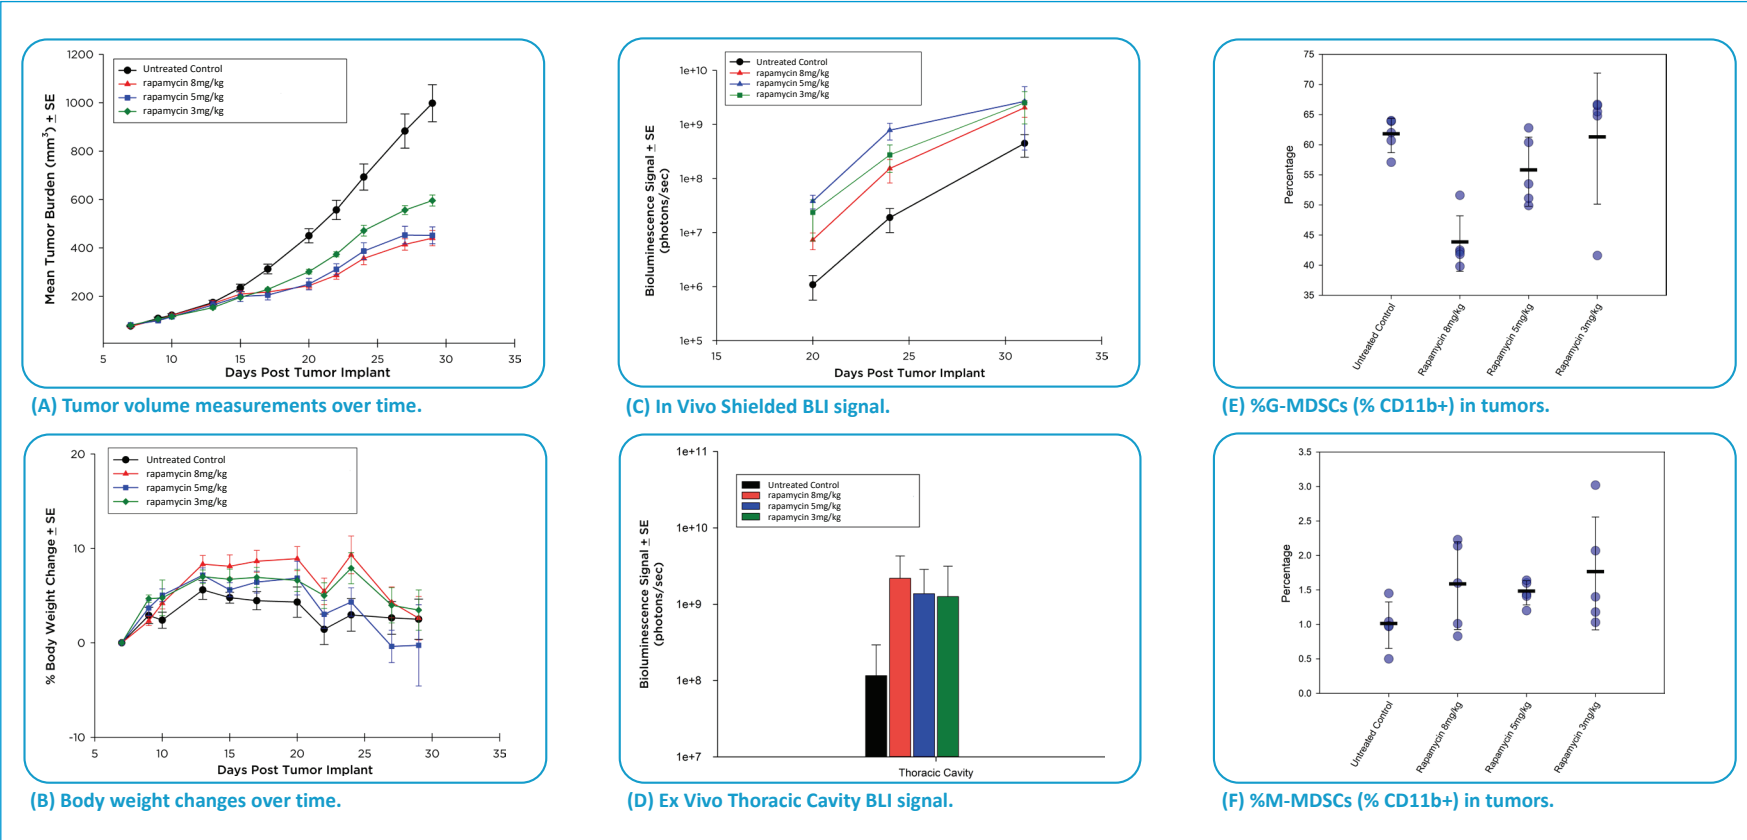 1200
1000
800
600
400
200
5
10
15
20
25
30
35
Mean Tumor Burden (mm³) ± SE
Untreated Control
rapamycin 8mg/kg
rapamycin 5mg/kg
rapamycin 3mg/kg
Days Post Tumor Implant
(A) Tumor volume measurements over time.
20
10
0
-10
5
10
15
20
25
30
35
% Body Weight Change ± SE
Untreated Control
rapamycin 8mg/kg
rapamycin 5mg/kg
rapamycin 3mg/kg
Days Post Tumor Implant
(B) Body weight changes over time.
1e+10
1e+9
1e+8
1e+7
1e+6
1e+5
15
20
25
30
35
Bioluminescence Signal ± SE
(photons/sec)
Untreated Control
rapamycin 8mg/kg
rapamycin 5mg/kg
rapamycin 3mg/kg
Days Post Tumor Implant
(C) In Vivo Shielded BLI signal.
1e+11
1e+10
1e+9
1e+8
1e+7
Bioluminescence Signal ± SE
(photons/sec)
Untreated Control
rapamycin 8mg/kg
rapamycin 5mg/kg
rapamycin 3mg/kg
Thoracic Cavity
(D) Ex Vivo Thoracic Cavity BLI signal.
75
70
65
60
55
50
45
40
35
Percentage
Untreated Control
Rapamycin 8mg/kg
Rapamycin 5mg/kg
Rapamycin 3mg/kg
(E) %G-MDSCs (% CD11b+) in tumors.
3.5
3.0
2.5
2.0
1.5
1.0
0.5
0.0
Percentage
Untreated Control
Rapamycin 8mg/kg
Rapamycin 5mg/kg
Rapamycin 3mg/kg
(F) %M-MDSCs (% CD11b+) in tumors.